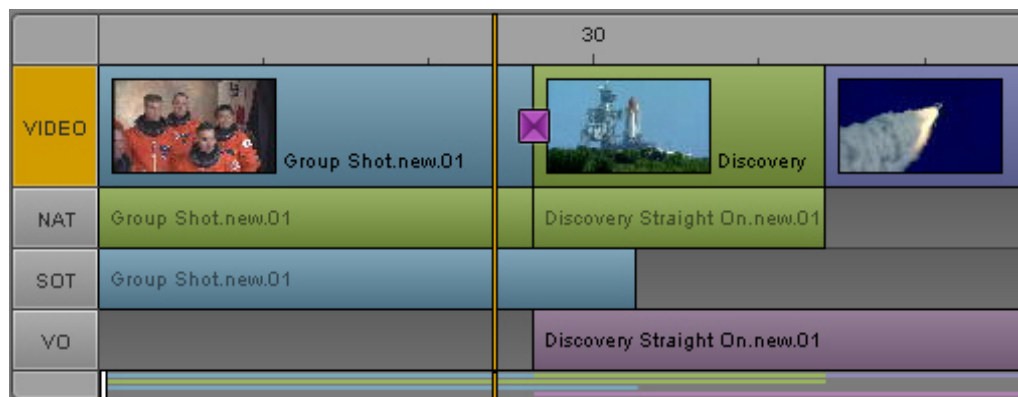 30
VIDEO
Group Shot.new.01
Discovery
NAT
Group Shot.new.01
Discovery Straight On.new.01
SOT
Group Shot.new.01
VO
Discovery Straight On.new.01